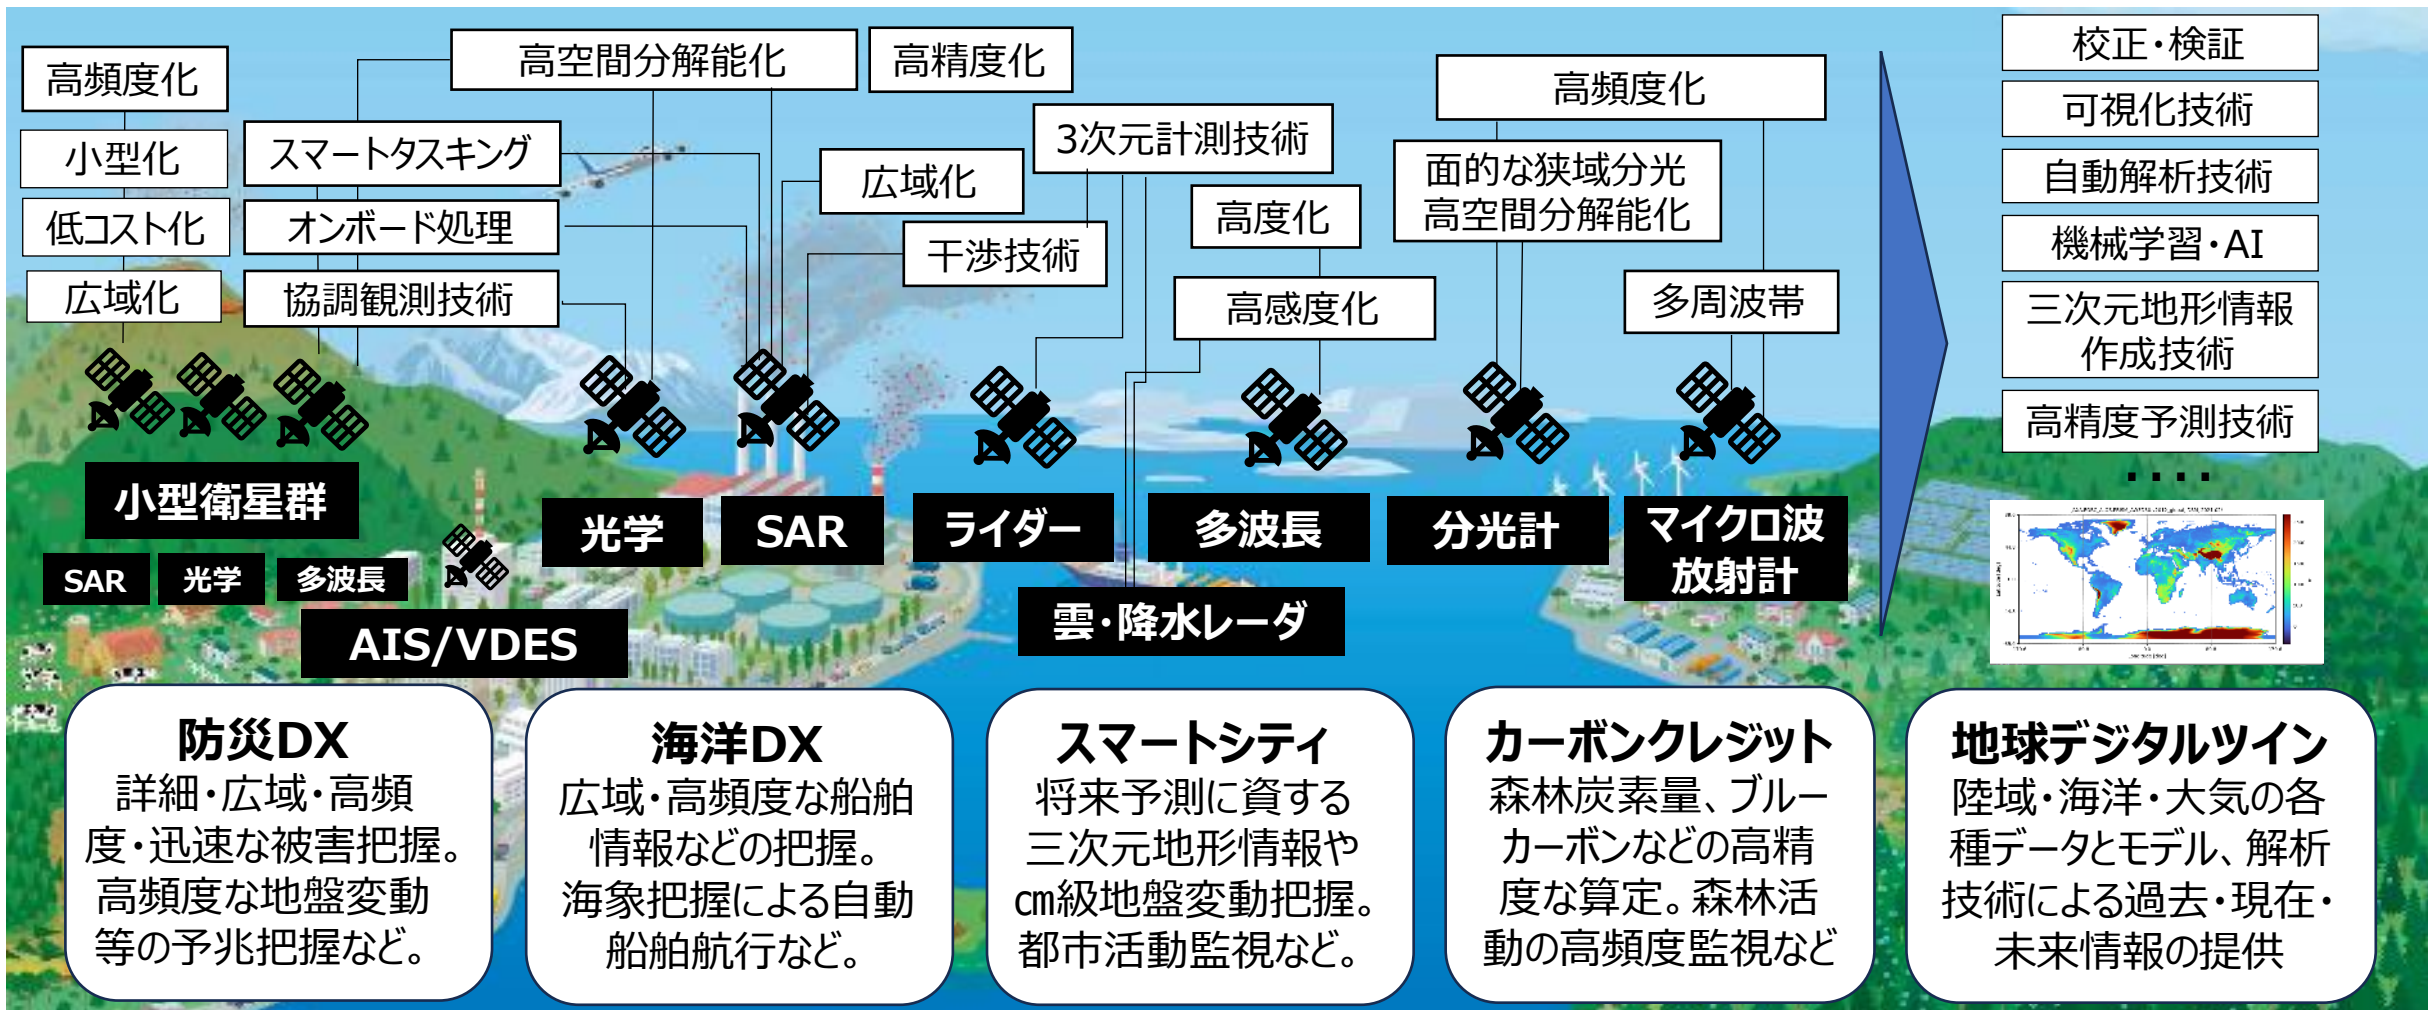 高頻度化
小型化
低コスト化
広域化
高空間分解能化
高精度化
スマートタスキング
オンボード処理
協調観測技術
広域化
干渉技術
3次元計測技術
高度化
高感度化
高頻度化
面的な狭域分光
高空間分解能化
多周波帯
校正・検証
可視化技術
自動解析技術
機械学習・AI
三次元地形情報
作成技術
高精度予測技術
・・・・
小型衛星群
SAR
光学
多波長
AIS/VDES
光学
SAR
ライダー
雲・降水レーダ
多波長
分光計
マイクロ波
放射計
防災DX
詳細・広域・高頻
度・迅速な被害把握。
高頻度な地盤変動
等の予兆把握など。
海洋DX
広域・高頻度な船舶
情報などの把握。
海象把握による自動
船舶航行など。
スマートシティ
将来予測に資する
三次元地形情報や
㎝級地盤変動把握。
都市活動監視など。
カーボンクレジット
森林炭素量、ブルー
カーボンなどの高精
度な算定。森林活
動の高頻度監視など
地球デジタルツイン
陸域・海洋・大気の各
種データとモデル、解析
技術による過去・現在・
未来情報の提供